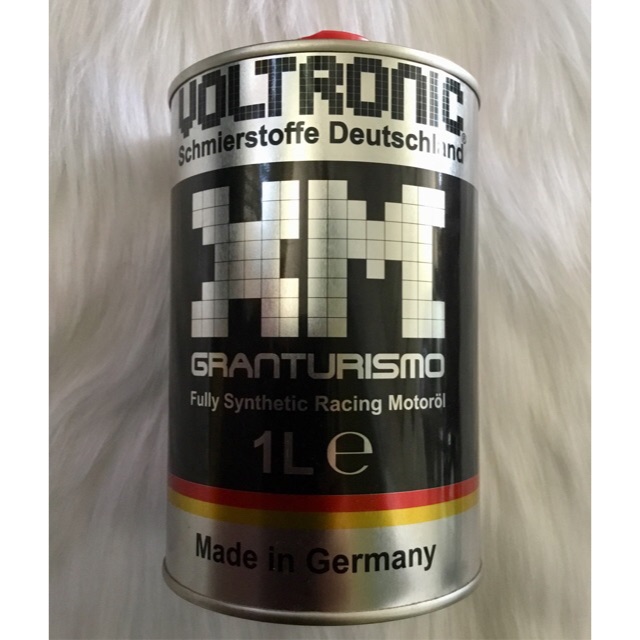 VOLTRONIC®
Schmierstoffe Deutschland
XM
GRANTURISMO
Fully Synthetic Racing Motoröl
1L ℮
Made in Germany